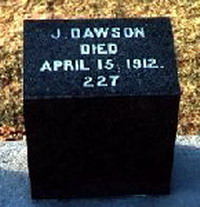 J. DAWSON
DIED
APRIL 15, 1912.
227